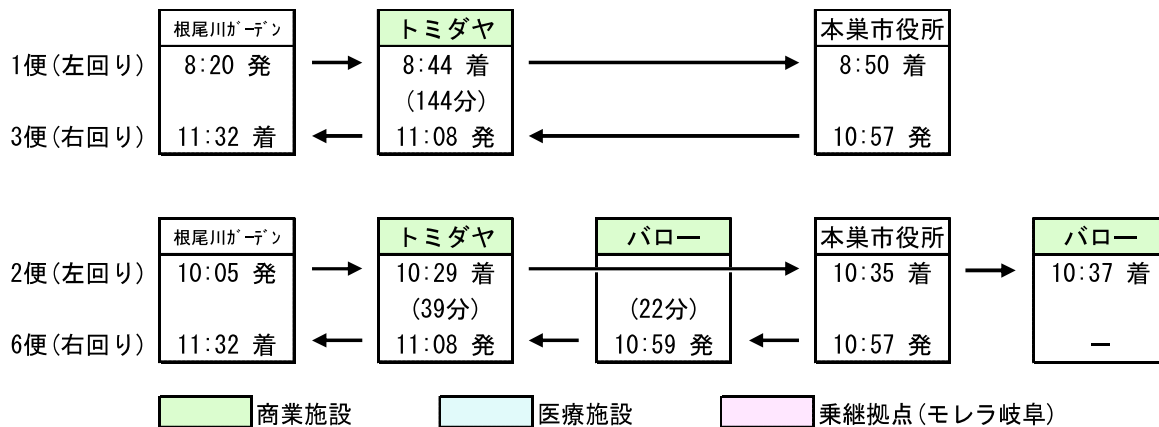 根尾川ｶﾞｰﾃﾞﾝ トミダヤ 本巣市役所
1便(左回り) 8:20 発 8:44 着 8:50 着
(144分)
3便(右回り) 11:32 着 11:08 発 10:57 発
根尾川ｶﾞｰﾃﾞﾝ トミダヤ バロー 本巣市役所 バロー
2便(左回り) 10:05 発 10:29 着 10:35 着 10:37 着
(39分) (22分)
6便(右回り) 11:32 着 11:08 発 10:59 発 10:57 発 －
商業施設 医療施設 乗継拠点(モレラ岐阜)